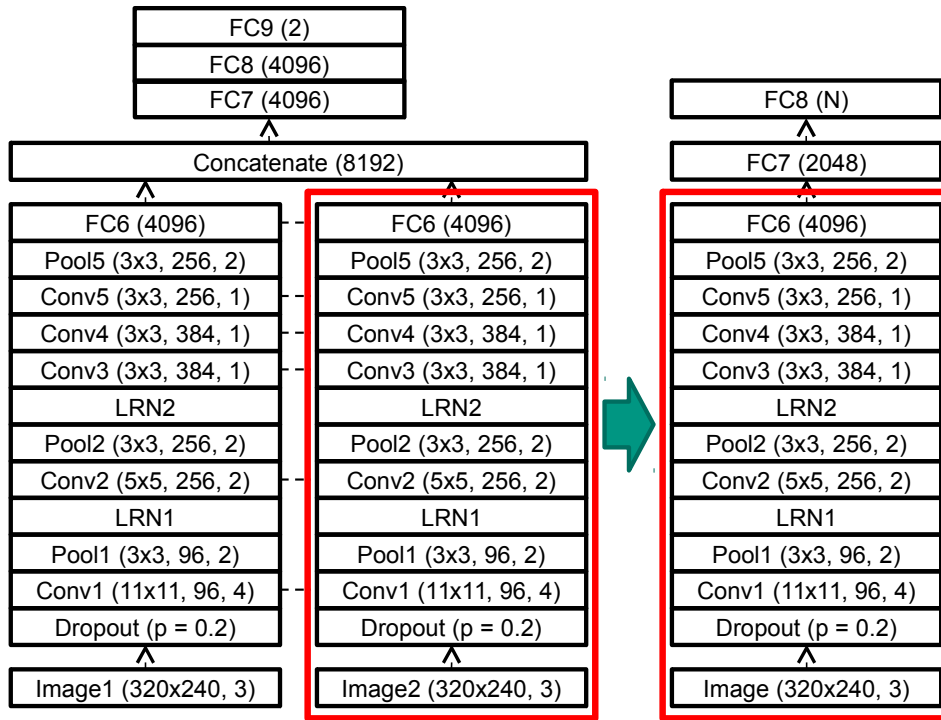 FC9 (2)
FC8 (4096)
FC7 (4096)
Concatenate (8192)
FC6 (4096)
Pool5 (3x3, 256, 2)
Conv5 (3x3, 256, 1)
Conv4 (3x3, 384, 1)
Conv3 (3x3, 384, 1)
LRN2
Pool2 (3x3, 256, 2)
Conv2 (5x5, 256, 2)
LRN1
Pool1 (3x3, 96, 2)
Conv1 (11x11, 96, 4)
Dropout (p = 0.2)
Image1 (320x240, 3)
FC6 (4096)
Pool5 (3x3, 256, 2)
Conv5 (3x3, 256, 1)
Conv4 (3x3, 384, 1)
Conv3 (3x3, 384, 1)
LRN2
Pool2 (3x3, 256, 2)
Conv2 (5x5, 256, 2)
LRN1
Pool1 (3x3, 96, 2)
Conv1 (11x11, 96, 4)
Dropout (p = 0.2)
Image2 (320x240, 3)
FC8 (N)
FC7 (2048)
FC6 (4096)
Pool5 (3x3, 256, 2)
Conv5 (3x3, 256, 1)
Conv4 (3x3, 384, 1)
Conv3 (3x3, 384, 1)
LRN2
Pool2 (3x3, 256, 2)
Conv2 (5x5, 256, 2)
LRN1
Pool1 (3x3, 96, 2)
Conv1 (11x11, 96, 4)
Dropout (p = 0.2)
Image (320x240, 3)